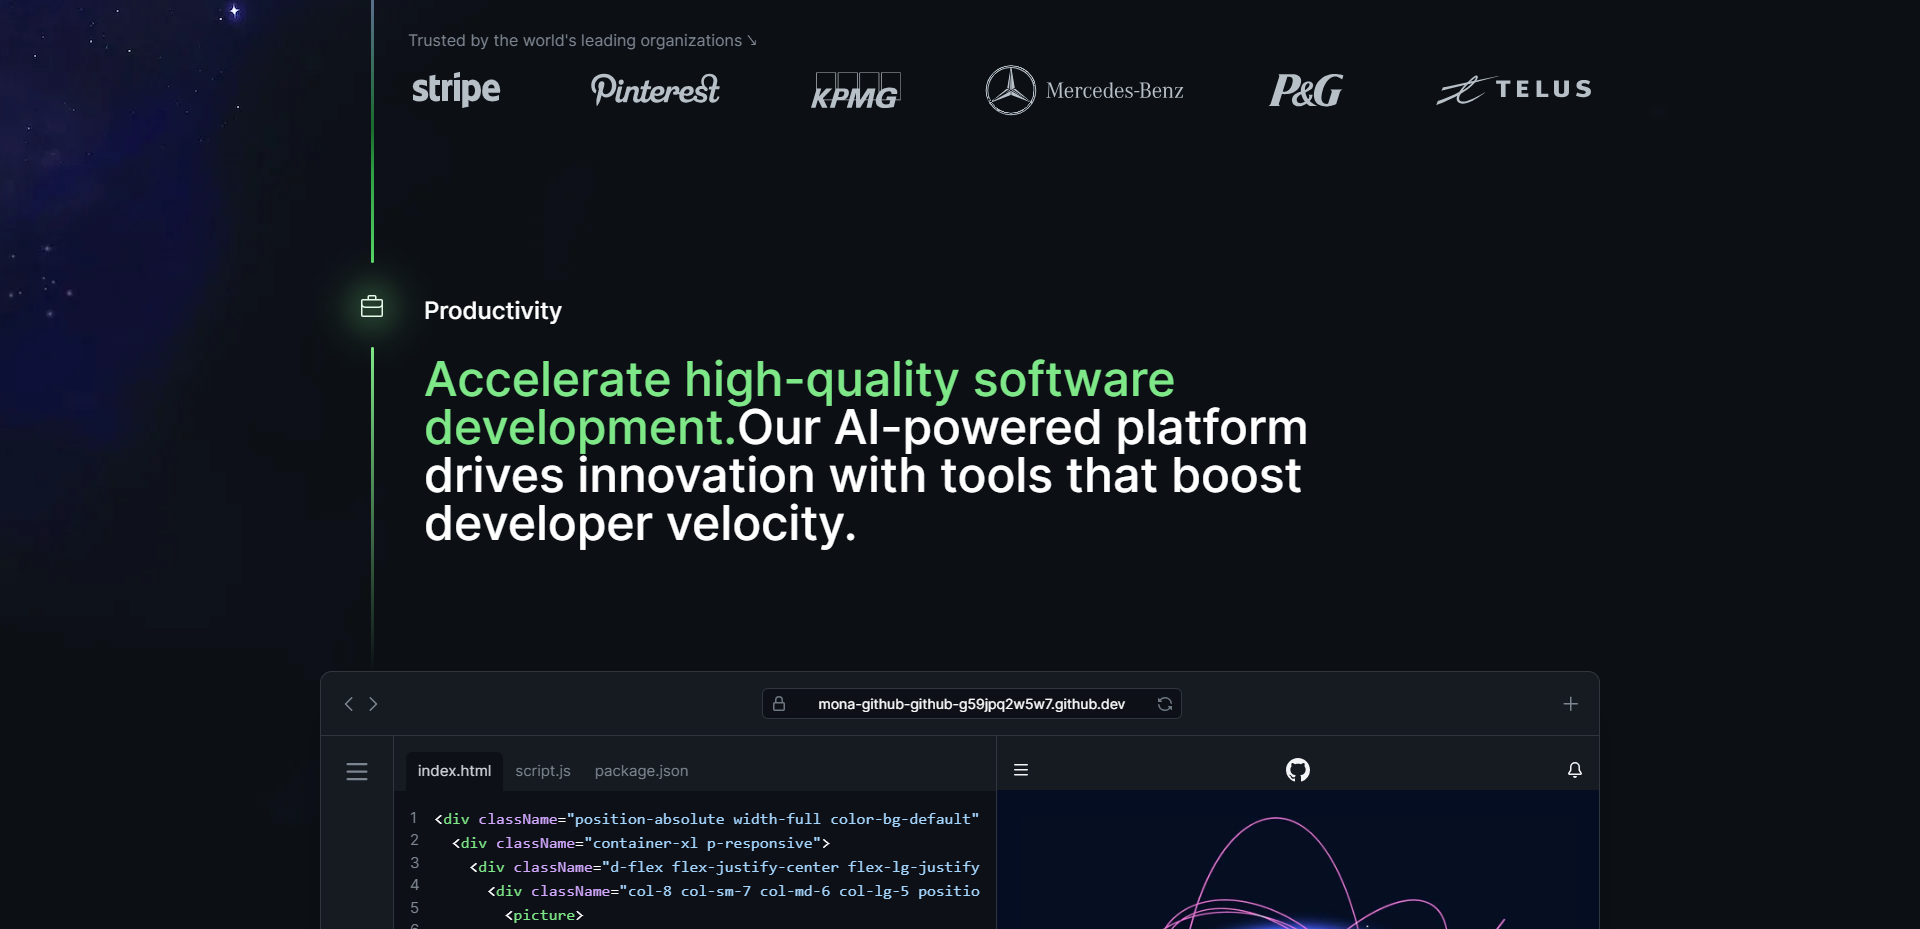 Trusted by the world's leading organizations ↘
stripe
Pinterest
KPMG
Mercedes-Benz
P&G
TELUS
Productivity
Accelerate high-quality software
development.Our AI-powered platform
drives innovation with tools that boost
developer velocity.
mona-github-github-g59jpq2w5w7.github.dev
index.html script.js package.json
1 <div className="position-absolute width-full color-bg-default"
2 <div className="container-xl p-responsive">
3 <div className="d-flex flex-justify-center flex-lg-justify
4 <div className="col-8 col-sm-7 col-md-6 col-lg-5 positio
5 <picture>